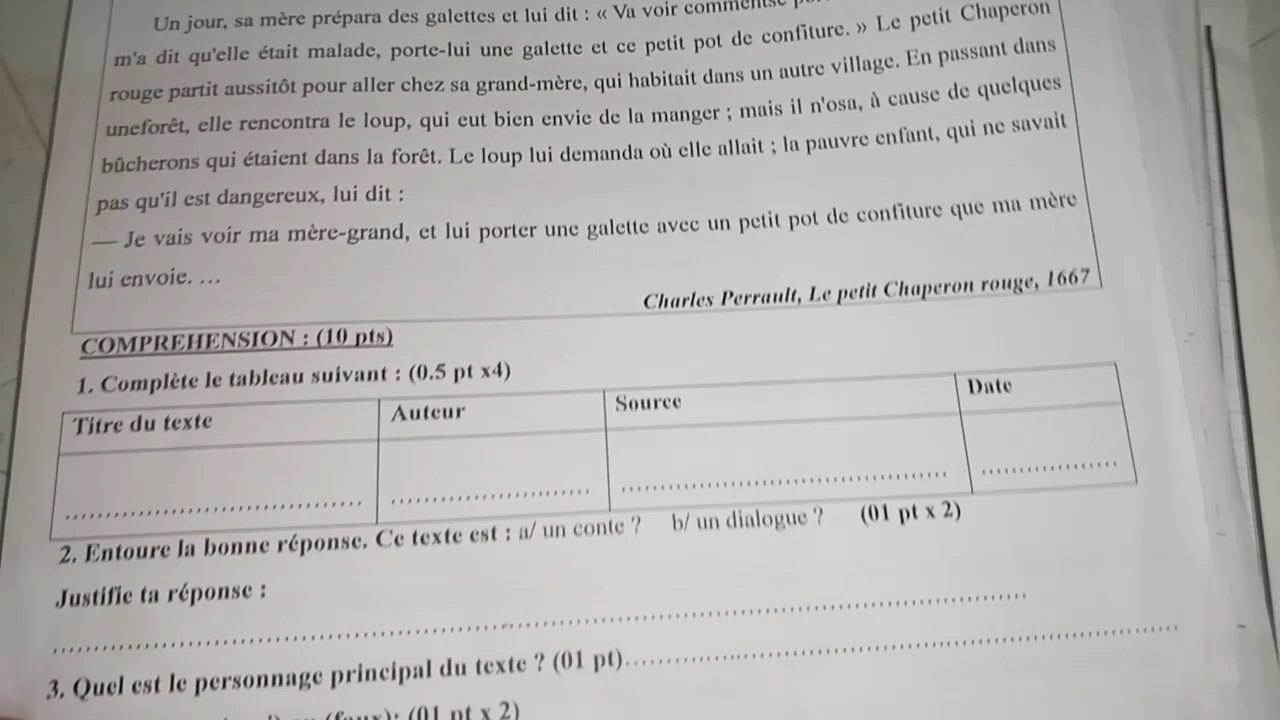 Un jour, sa mère prépara des galettes et lui dit : « Va voir comment se
m'a dit qu'elle était malade, porte-lui une galette et ce petit pot de confiture. » Le petit Chaperon
rouge partit aussitôt pour aller chez sa grand-mère, qui habitait dans un autre village. En passant dans
uneforêt, elle rencontra le loup, qui eut bien envie de la manger ; mais il n'osa, à cause de quelques
bûcherons qui étaient dans la forêt. Le loup lui demanda où elle allait ; la pauvre enfant, qui ne savait
pas qu'il est dangereux, lui dit :
— Je vais voir ma mère-grand, et lui porter une galette avec un petit pot de confiture que ma mère
lui envoie. ...
Charles Perrault, Le petit Chaperon rouge, 1667
COMPREHENSION : (10 pts)
1. Complète le tableau suivant : (0.5 pt x4)
Titre du texte Auteur Source Date
2. Entoure la bonne réponse. Ce texte est : a/ un conte ? b/ un dialogue ? (01 pt x 2)
Justifie ta réponse :
3. Quel est le personnage principal du texte ? (01 pt)
(faux): (01 pt x 2)